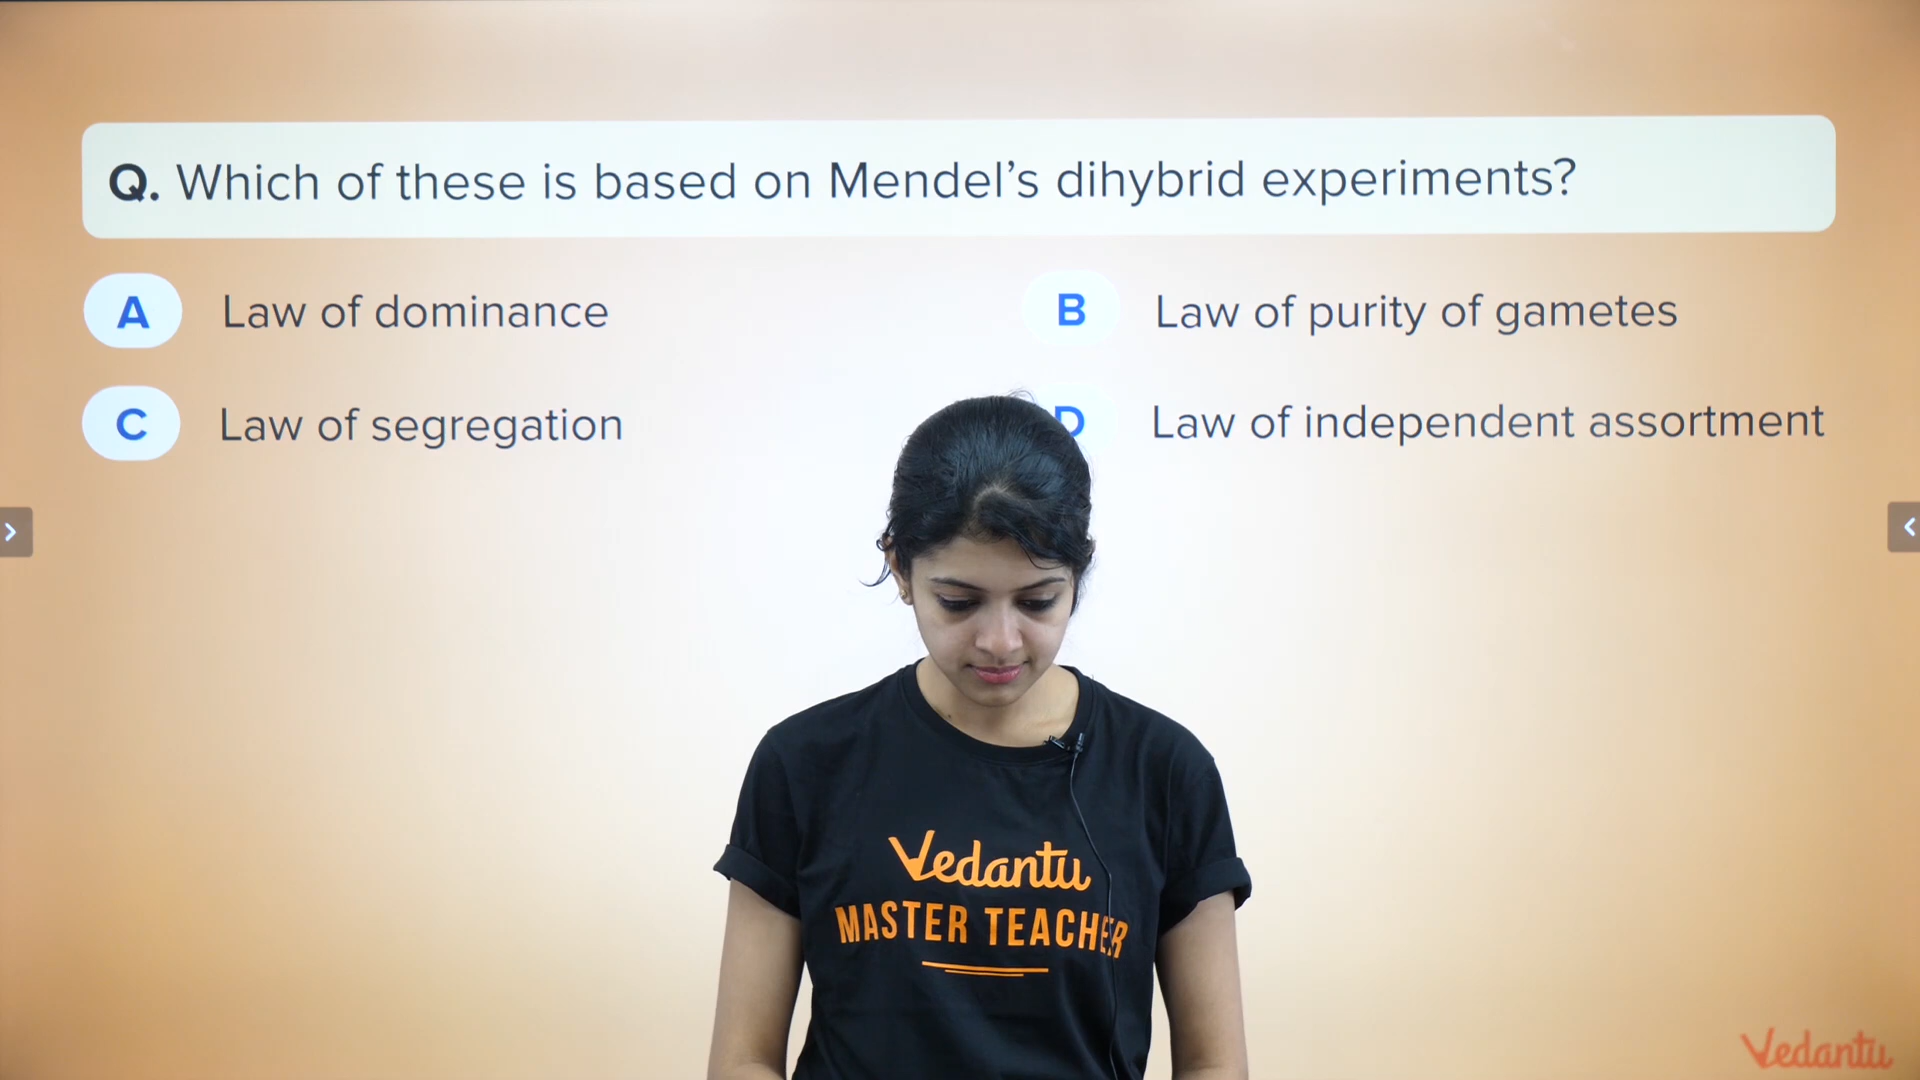 Q. Which of these is based on Mendel's dihybrid experiments?
A Law of dominance
B Law of purity of gametes
C Law of segregation
D Law of independent assortment
Vedantu
MASTER TEACHER
Vedantu